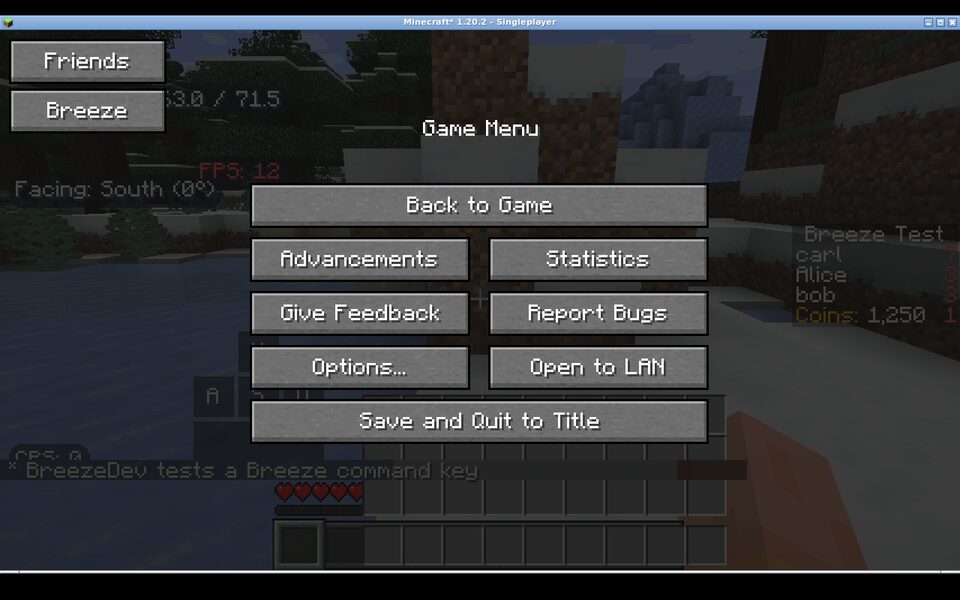 Minecraft* 1.20.2 - Singleplayer
Friends
Breeze
63.0 / 71.5
Game Menu
FPS: 12
Facing: South (0°)
Back to Game
Advancements
Statistics
Give Feedback
Report Bugs
Options...
Open to LAN
Save and Quit to Title
Breeze Test
carl
Alice
bob
Coins: 1,250
A
CPS: 0
* BreezeDev tests a Breeze command key